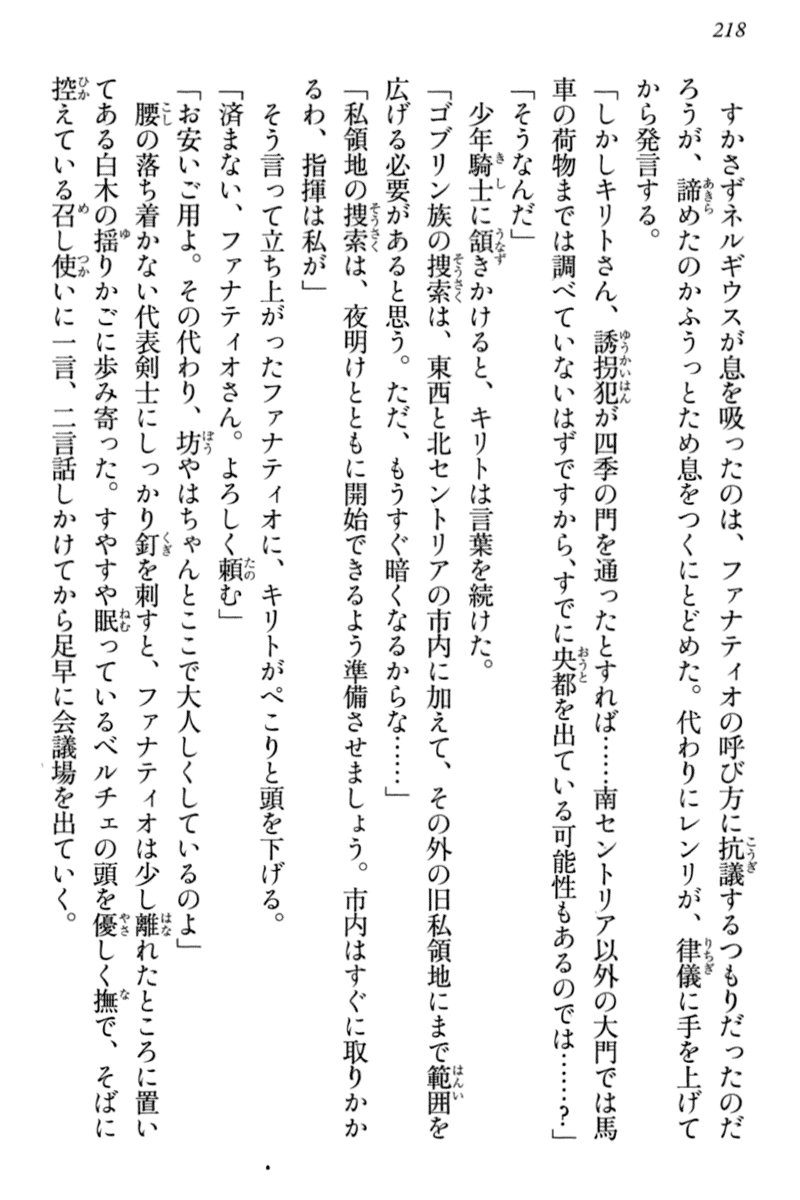 218
すかさずネルギウスが息を吸ったのは、ファナティオの呼び方に抗議するつもりだったのだ
ろうが、諦めたのかふうっとため息をつくにとどめた。代わりにレンリが、律儀に手を上げて
から発言する。
「しかしキリトさん、誘拐犯が四季の門を通ったとすれば……南セントリア以外の大門では馬
車の荷物までは調べていないはずですから、すでに央都を出ている可能性もあるのでは……？」
「そうなんだ」
少年騎士に頷きかけると、キリトは言葉を続けた。
「ゴブリン族の捜索は、東西と北セントリアの市内に加えて、その外の旧私領地にまで範囲を
広げる必要があると思う。ただ、もうすぐ暗くなるからな……」
「私領地の捜索は、夜明けとともに開始できるよう準備させましょう。市内はすぐに取りかか
るわ、指揮は私が」
そう言って立ち上がったファナティオに、キリトがぺこりと頭を下げる。
「済まない、ファナティオさん。よろしく頼む」
「お安いご用よ。その代わり、坊やはちゃんとここで大人しくしているのよ」
腰の落ち着かない代表剣士にしっかり釘を刺すと、ファナティオは少し離れたところに置い
てある白木の揺りかごに歩み寄った。すやすや眠っているベルチェの頭を優しく撫で、そばに
控えている召し使いに一言、二言話しかけてから足早に会議場を出ていく。